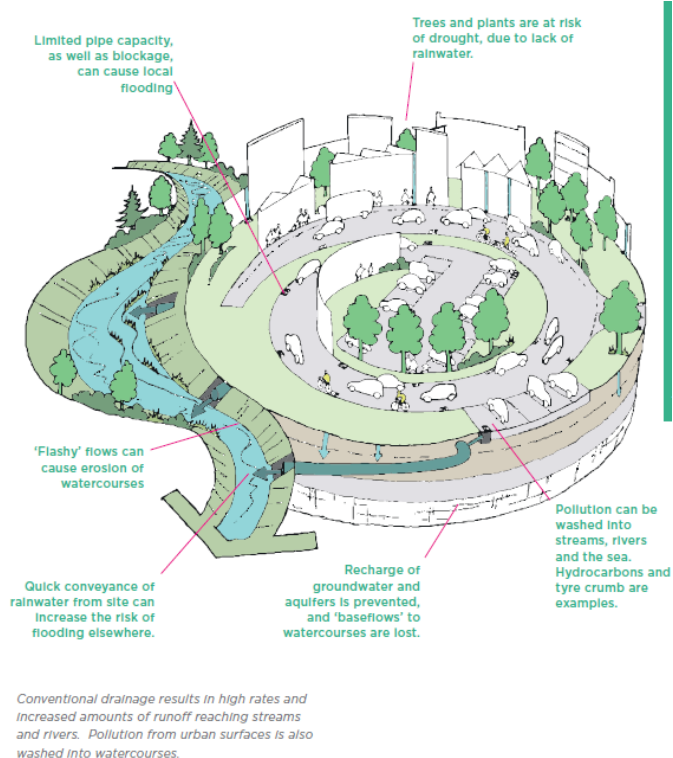 Limited pipe capacity,
as well as blockage,
can cause local
flooding
Trees and plants are at risk
of drought, due to lack of
rainwater.
'Flashy' flows can
cause erosion of
watercourses
Quick conveyance of
rainwater from site can
increase the risk of
flooding elsewhere.
Recharge of
groundwater and
aquifers is prevented,
and 'baseflows' to
watercourses are lost.
Pollution can be
washed into
streams, rivers
and the sea.
Hydrocarbons and
tyre crumb are
examples.
Conventional drainage results in high rates and
increased amounts of runoff reaching streams
and rivers. Pollution from urban surfaces is also
washed into watercourses.